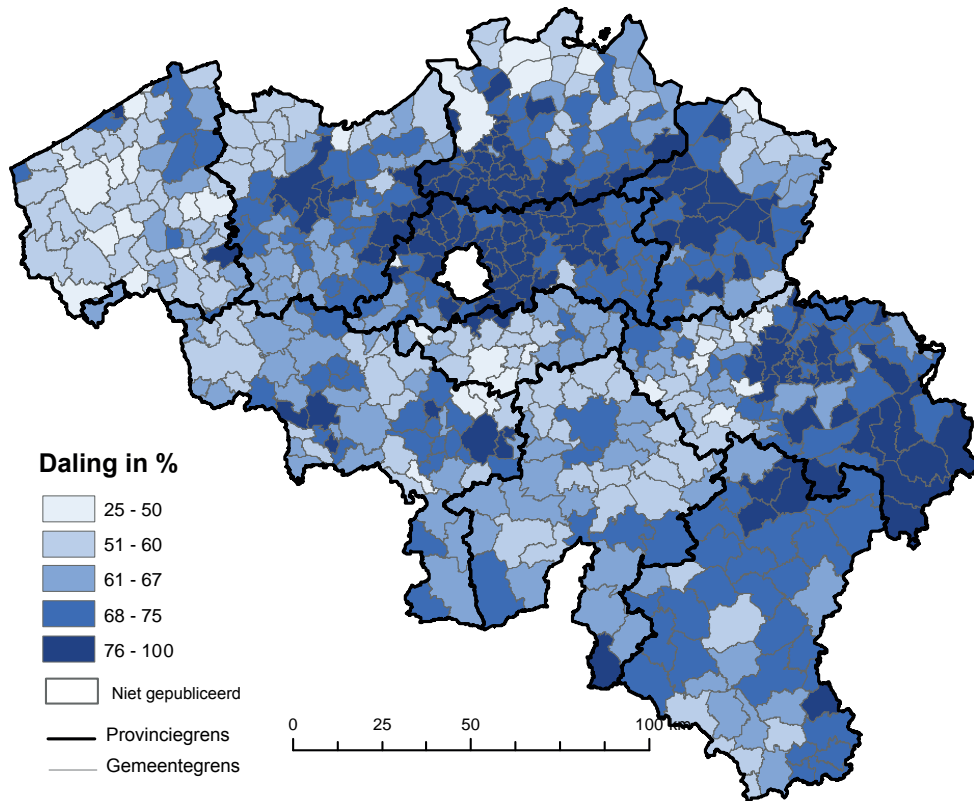 Daling in %
25 - 50
51 - 60
61 - 67
68 - 75
76 - 100
Niet gepubliceerd
Provinciegrens
Gemeentegrens
0 25 50 100 km